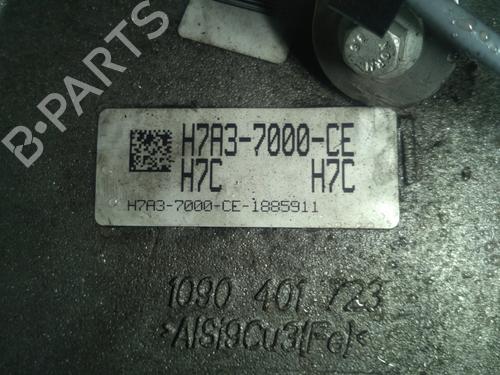 H7A3-7000-CE
H7C H7C
H7A3-7000-CE-1885911
1090 401 723
>AlSi9Cu3(Fe)<
B-PARTS